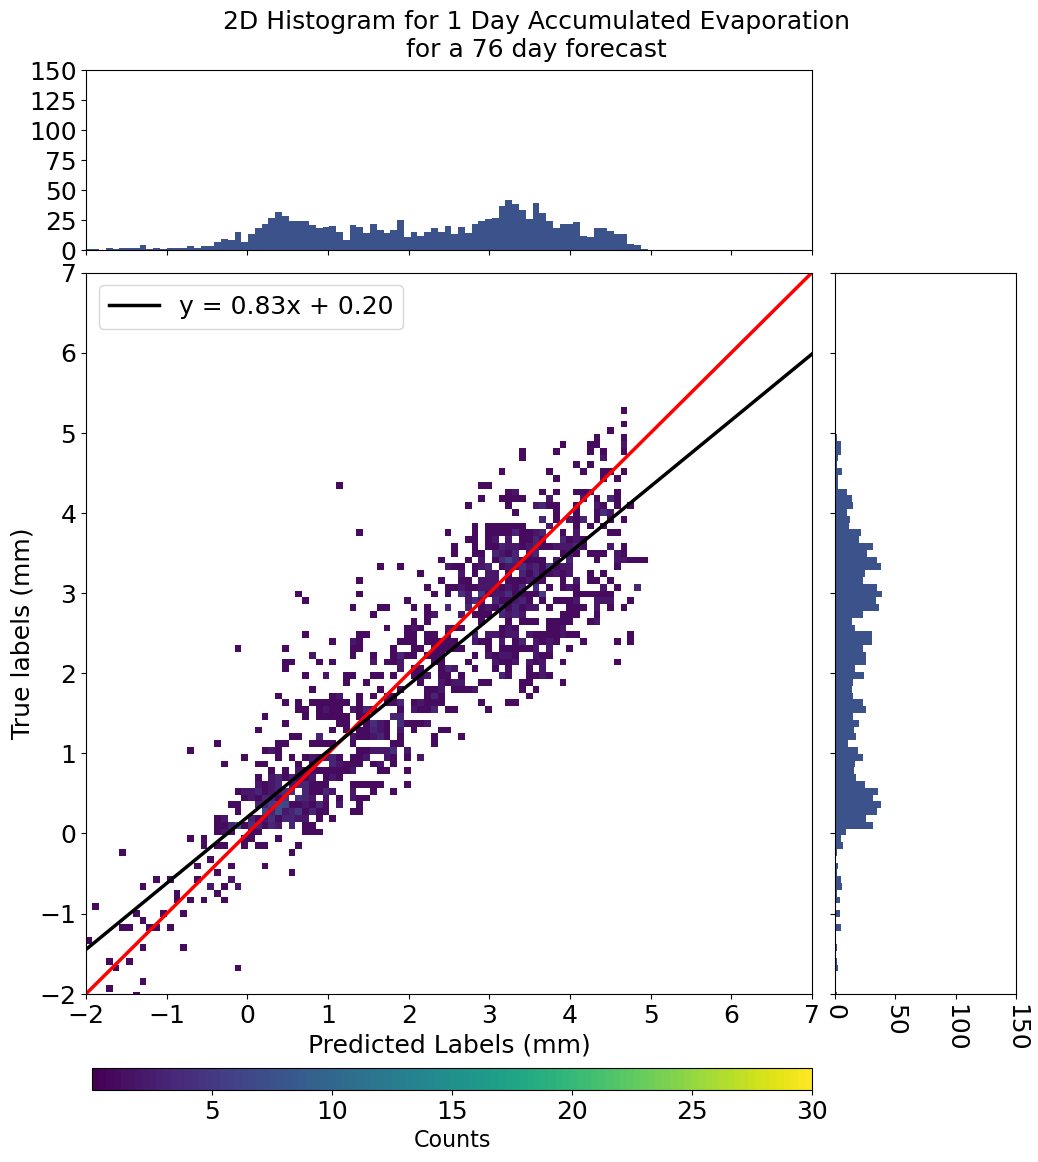 2D Histogram for 1 Day Accumulated Evaporation
for a 76 day forecast
150
125
100
75
50
25
0
7
6
5
4
3
2
1
0
−1
−2
True labels (mm)
y = 0.83x + 0.20
−2 −1 0 1 2 3 4 5 6 7
Predicted Labels (mm)
0 50 100 150
5 10 15 20 25 30
Counts